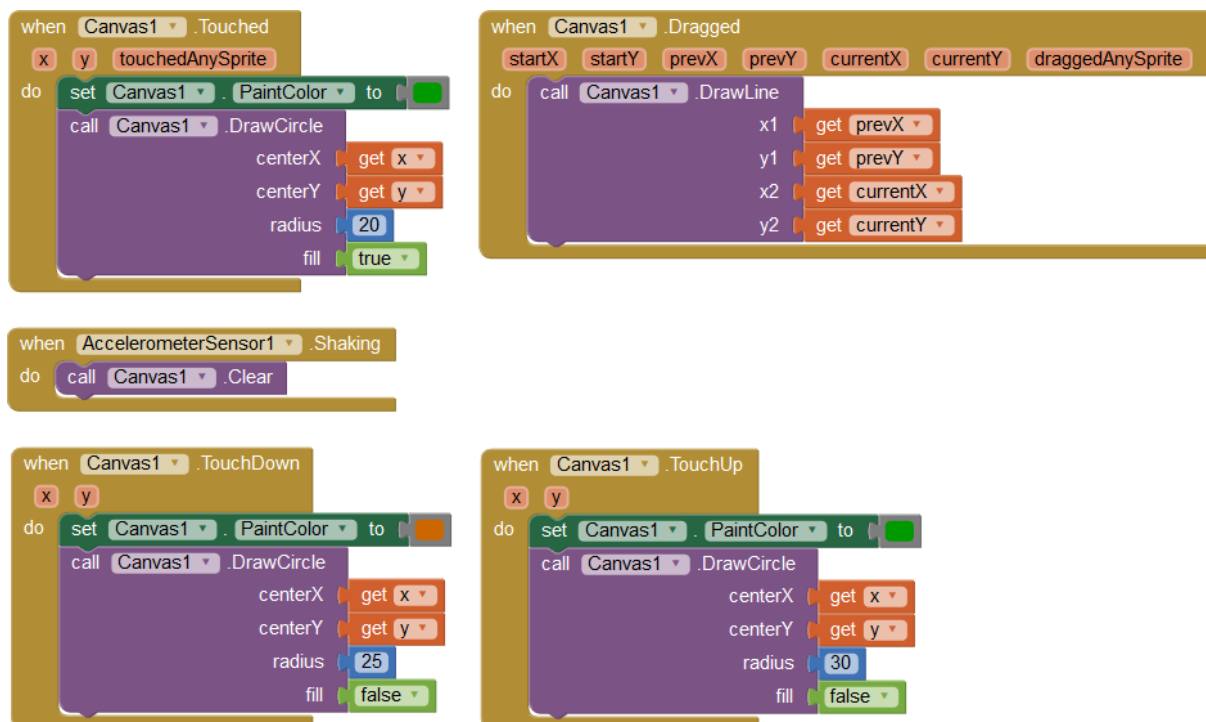 when Canvas1 .Touched
x y touchedAnySprite
do set Canvas1 . PaintColor to
call Canvas1 .DrawCircle
centerX get x
centerY get y
radius 20
fill true
when Canvas1 .Dragged
startX startY prevX prevY currentX currentY draggedAnySprite
do call Canvas1 .DrawLine
x1 get prevX
y1 get prevY
x2 get currentX
y2 get currentY
when AccelerometerSensor1 .Shaking
do call Canvas1 .Clear
when Canvas1 .TouchDown
x y
do set Canvas1 . PaintColor to
call Canvas1 .DrawCircle
centerX get x
centerY get y
radius 25
fill false
when Canvas1 .TouchUp
x y
do set Canvas1 . PaintColor to
call Canvas1 .DrawCircle
centerX get x
centerY get y
radius 30
fill false